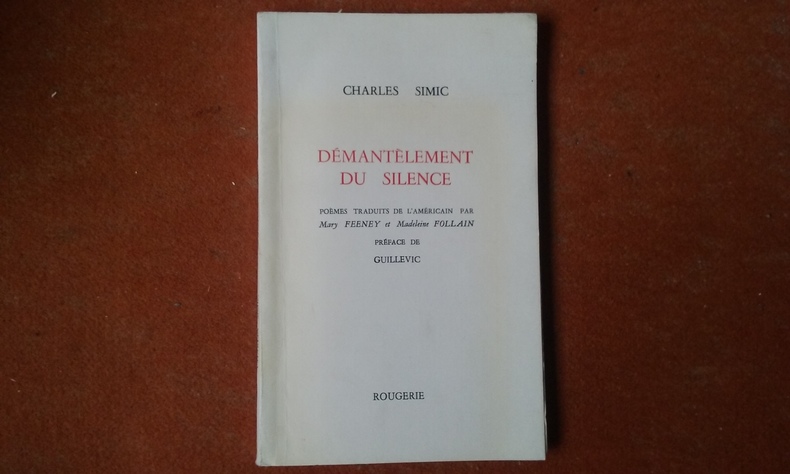 CHARLES SIMIC
DÉMANTÈLEMENT
DU SILENCE
POÈMES TRADUITS DE L'AMÉRICAIN PAR
Mary FEENEY et Madeleine FOLLAIN
PRÉFACE DE
GUILLEVIC
ROUGERIE